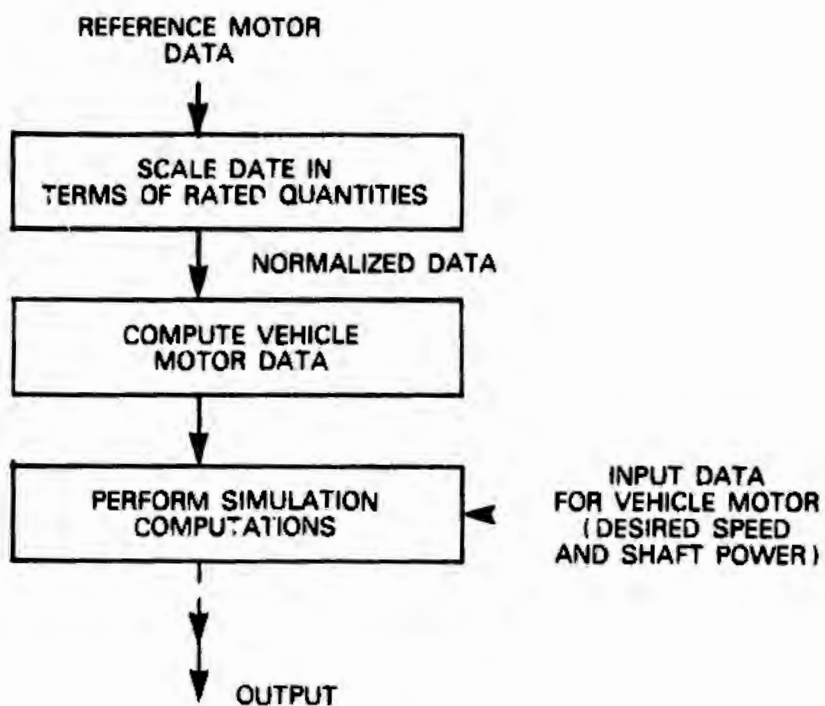 REFERENCE MOTOR
DATA
SCALE DATE IN
TERMS OF RATED QUANTITIES
NORMALIZED DATA
COMPUTE VEHICLE
MOTOR DATA
PERFORM SIMULATION
COMPUTATIONS
INPUT DATA
FOR VEHICLE MOTOR
(DESIRED SPEED
AND SHAFT POWER)
OUTPUT